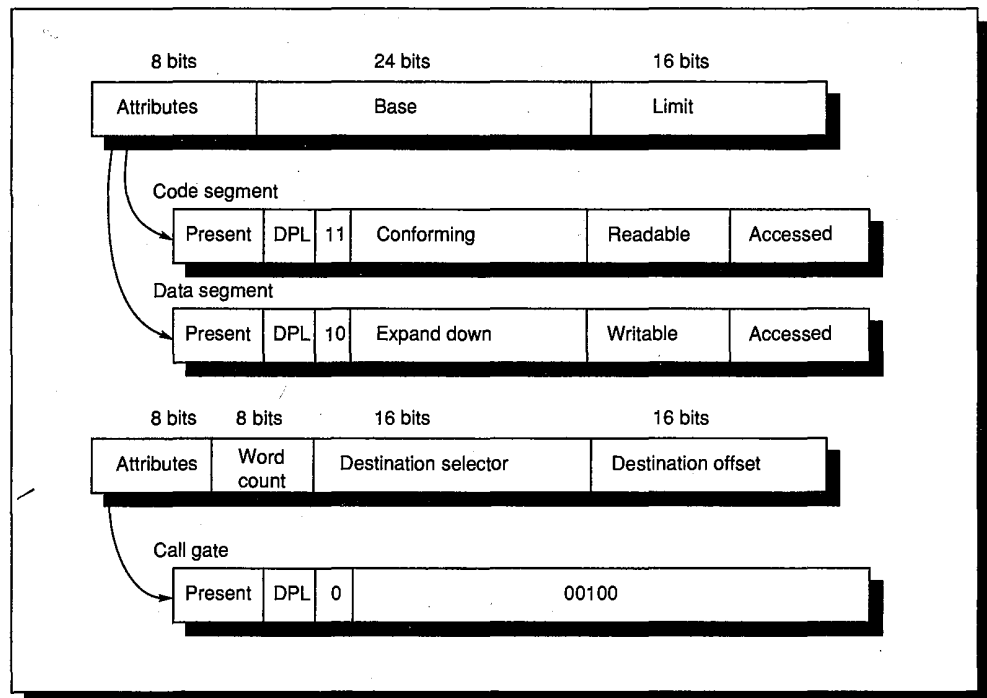 8 bits 24 bits 16 bits
Attributes Base Limit
Code segment
Present DPL 11 Conforming Readable Accessed
Data segment
Present DPL 10 Expand down Writable Accessed
8 bits 8 bits 16 bits 16 bits
Attributes Word count Destination selector Destination offset
Call gate
Present DPL 0 00100